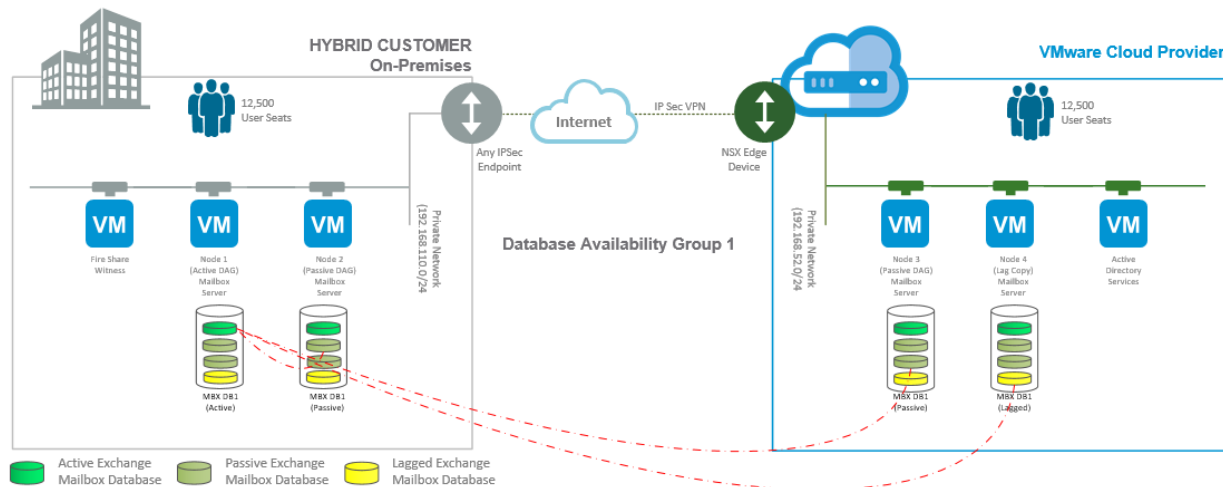 HYBRID CUSTOMER
On-Premises
VMware Cloud Provider
12,500
User Seats
Internet
IP Sec VPN
12,500
User Seats
Any IPSec
Endpoint
NSX Edge
Device
VM
VM
VM
VM
VM
VM
Fire Share
Witness
Node 1
(Active DAG)
Mailbox
Server
Node 2
(Passive DAG)
Mailbox
Server
Private Network
(192.168.110.0/24
Database Availability Group 1
Private Network
(192.168.52.0/24
Node 3
(Passive DAG)
Mailbox
Server
Node 4
(Lag Copy)
Mailbox
Server
Active
Directory
Services
MBX DB1
(Active)
MBX DB1
(Passive)
MBX DB1
(Passive)
MBX DB1
(Lagged)
Active Exchange
Mailbox Database
Passive Exchange
Mailbox Database
Lagged Exchange
Mailbox Database